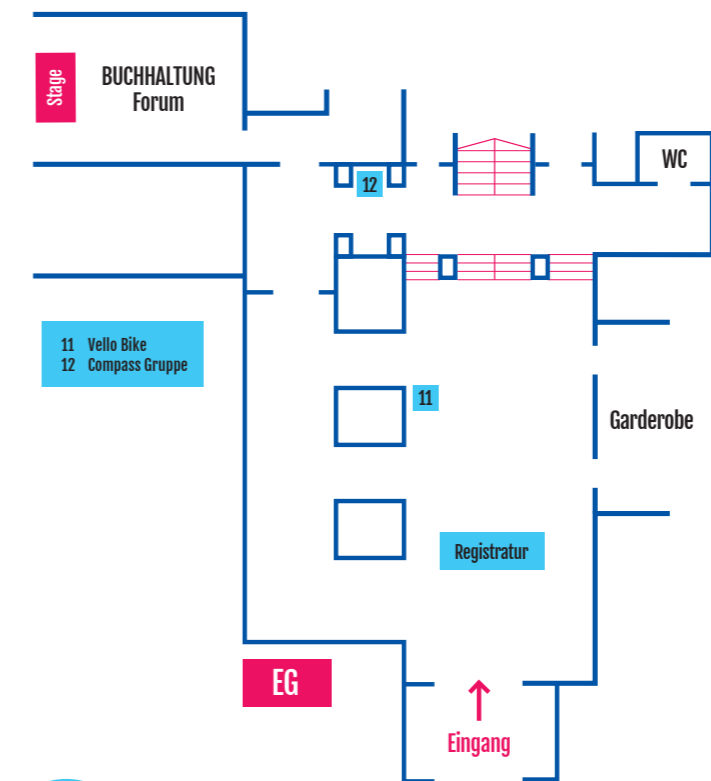 Stage
BUCHHALTUNG
Forum
WC
12
11 Vello Bike
12 Compass Gruppe
11
Garderobe
Registratur
EG
Eingang